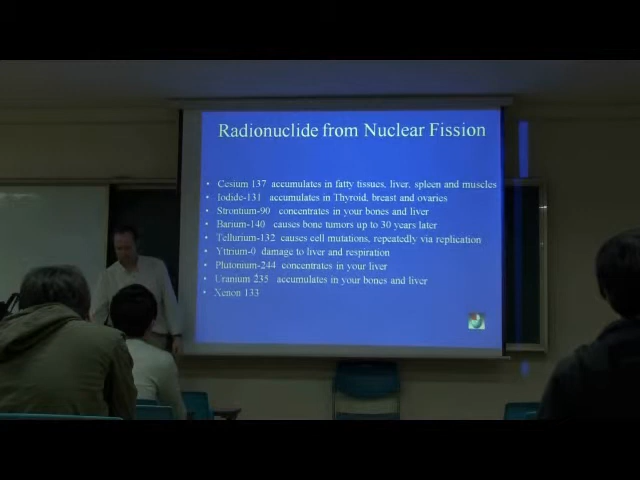 Radionuclide from Nuclear Fission
• Cesium 137 accumulates in fatty tissues, liver, spleen and muscles
• Iodide-131 accumulates in Thyroid, breast and ovaries
• Strontium-90 concentrates in your bones and liver
• Barium-140 causes bone tumors up to 30 years later
• Tellurium-132 causes cell mutations, repeatedly via replication
• Yttrium-0 damage to liver and respiration
• Plutonium-244 concentrates in your liver
• Uranium 235 accumulates in your bones and liver
• Xenon 133